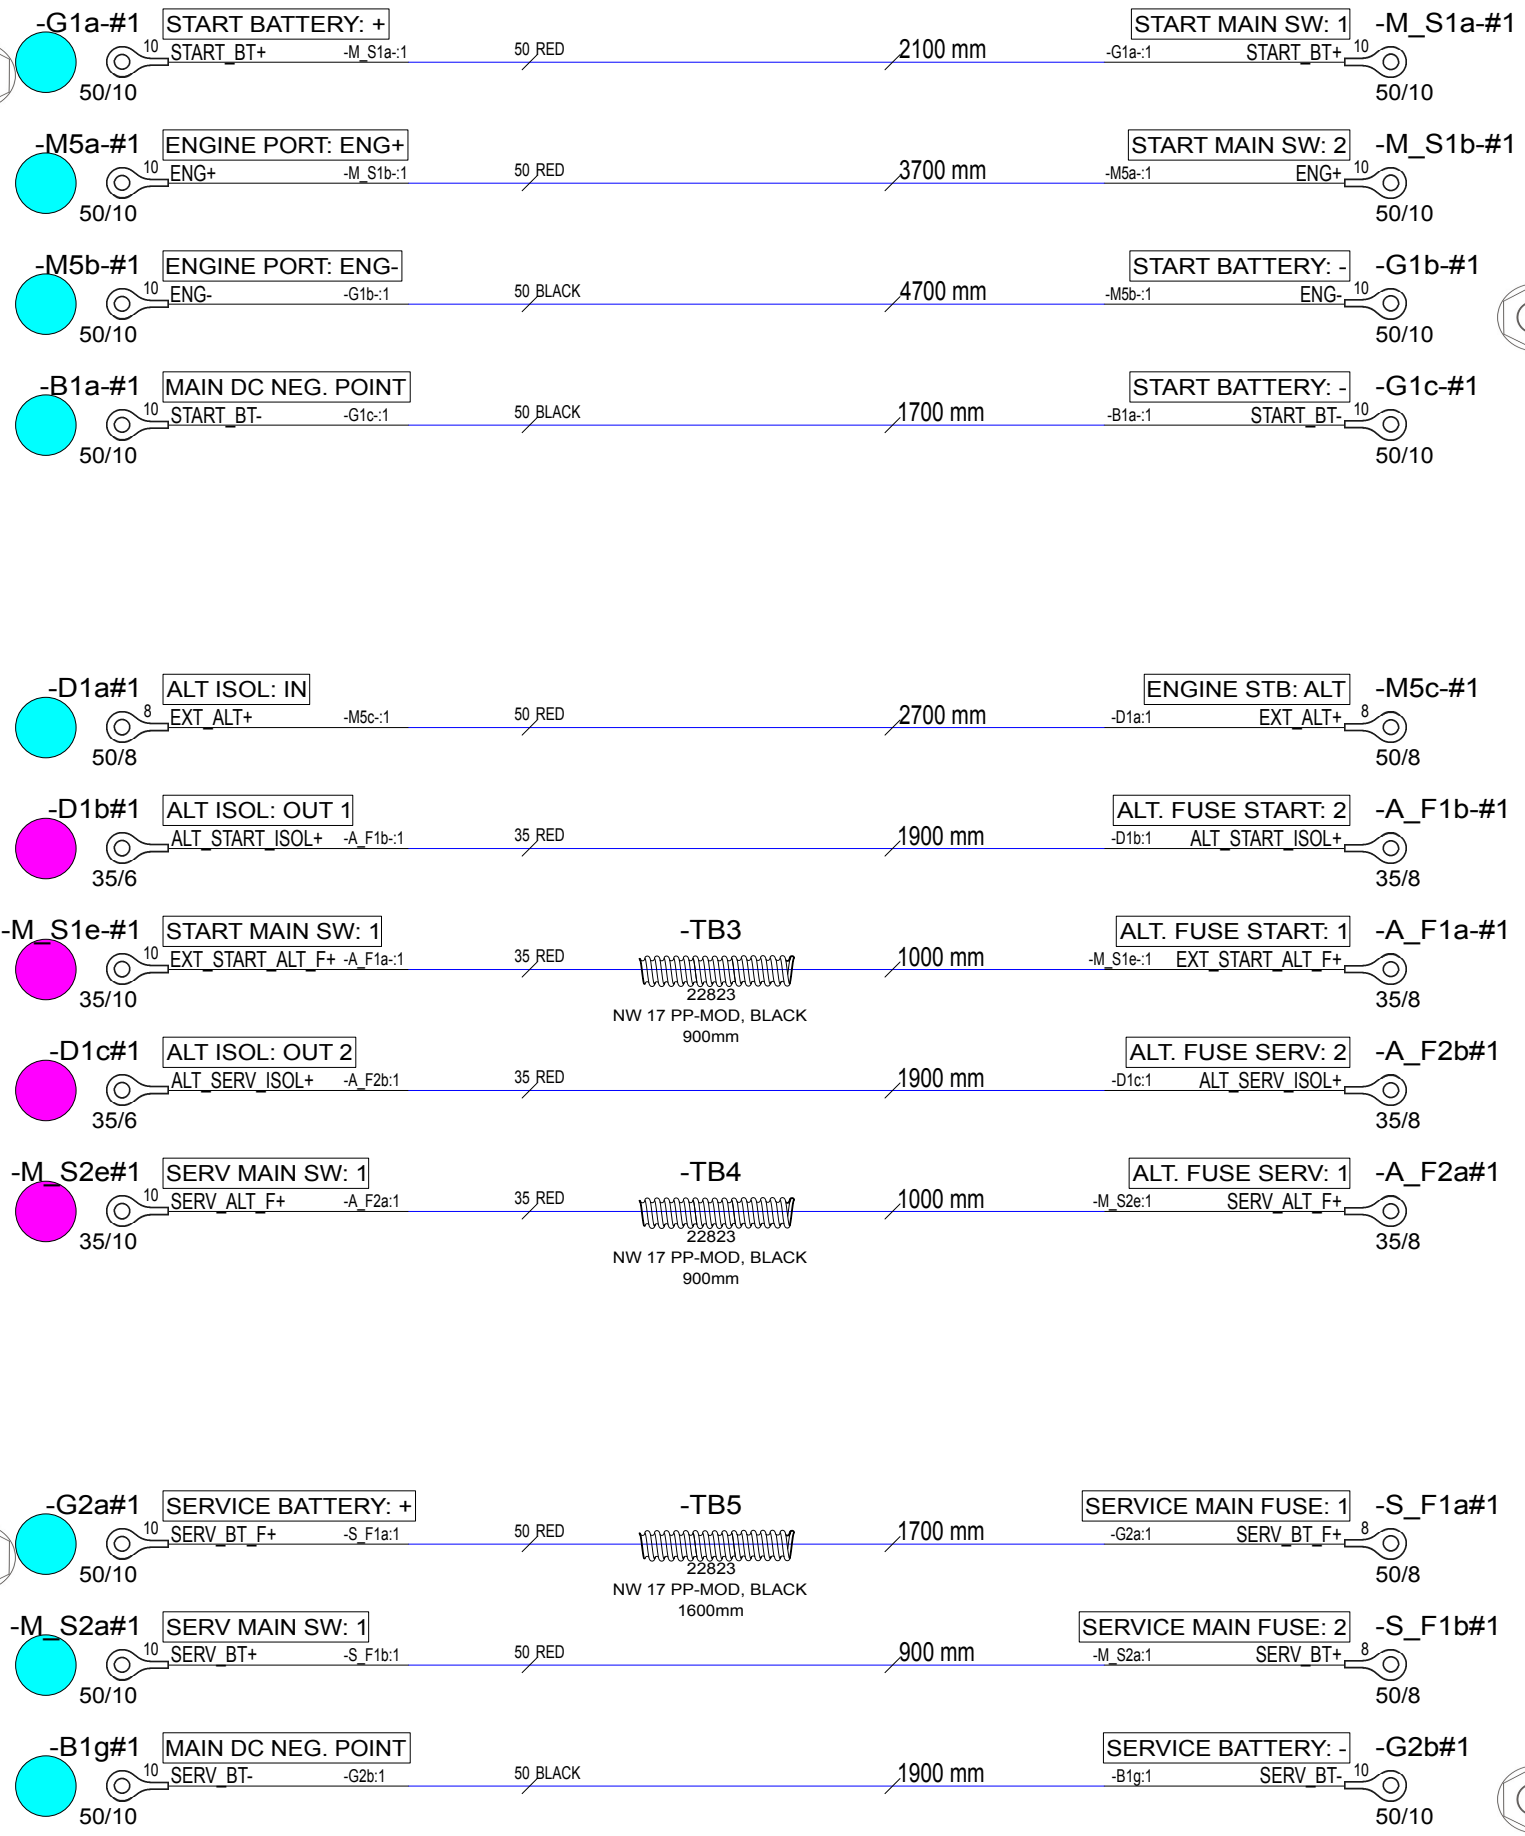 -G1a-#1 START BATTERY: + START MAIN SW: 1 -M_S1a-#1
10 START_BT+ -M_S1a-:1 50 RED 2100 mm -G1a-:1 START_BT+ 10
50/10 50/10
-M5a-#1 ENGINE PORT: ENG+ START MAIN SW: 2 -M_S1b-#1
10 ENG+ -M_S1b-:1 50 RED 3700 mm -M5a-:1 ENG+ 10
50/10 50/10
-M5b-#1 ENGINE PORT: ENG- START BATTERY: - -G1b-#1
10 ENG- -G1b-:1 50 BLACK 4700 mm -M5b-:1 ENG- 10
50/10 50/10
-B1a-#1 MAIN DC NEG. POINT START BATTERY: - -G1c-#1
10 START_BT- -G1c-:1 50 BLACK 1700 mm -B1a-:1 START_BT- 10
50/10 50/10
-D1a#1 ALT ISOL: IN ENGINE STB: ALT -M5c-#1
8 EXT_ALT+ -M5c-:1 50 RED 2700 mm -D1a:1 EXT_ALT+ 8
50/8 50/8
-D1b#1 ALT ISOL: OUT 1 ALT. FUSE START: 2 -A_F1b-#1
ALT_START_ISOL+ -A_F1b-:1 35 RED 1900 mm -D1b:1 ALT_START_ISOL+
35/6 35/8
-M_S1e-#1 START MAIN SW: 1 -TB3 ALT. FUSE START: 1 -A_F1a-#1
10 EXT_START_ALT_F+ -A_F1a-:1 35 RED 1000 mm -M_S1e-:1 EXT_START_ALT_F+
35/10 22823 35/8
NW 17 PP-MOD, BLACK
900mm
-D1c#1 ALT ISOL: OUT 2 ALT. FUSE SERV: 2 -A_F2b#1
ALT_SERV_ISOL+ -A_F2b:1 35 RED 1900 mm -D1c:1 ALT_SERV_ISOL+
35/6 35/8
-M_S2e#1 SERV MAIN SW: 1 -TB4 ALT. FUSE SERV: 1 -A_F2a#1
10 SERV_ALT_F+ -A_F2a:1 35 RED 1000 mm -M_S2e:1 SERV_ALT_F+
35/10 22823 35/8
NW 17 PP-MOD, BLACK
900mm
-G2a#1 SERVICE BATTERY: + -TB5 SERVICE MAIN FUSE: 1 -S_F1a#1
10 SERV_BT_F+ -S_F1a:1 50 RED 1700 mm -G2a:1 SERV_BT_F+ 8
50/10 22823 50/8
NW 17 PP-MOD, BLACK
1600mm
-M_S2a#1 SERV MAIN SW: 1 SERVICE MAIN FUSE: 2 -S_F1b#1
10 SERV_BT+ -S_F1b:1 50 RED 900 mm -M_S2a:1 SERV_BT+ 8
50/10 50/8
-B1g#1 MAIN DC NEG. POINT SERVICE BATTERY: - -G2b#1
10 SERV_BT- -G2b:1 50 BLACK 1900 mm -B1g:1 SERV_BT- 10
50/10 50/10